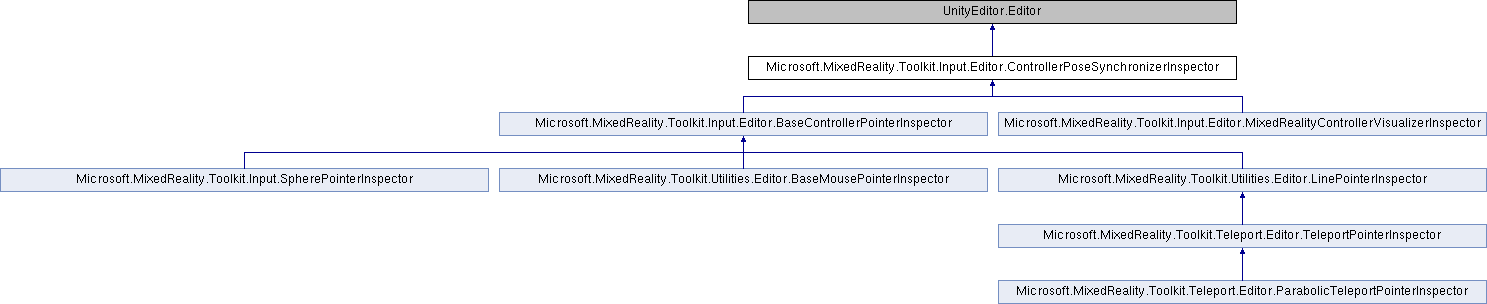 UnityEditor.Editor
Microsoft.MixedReality.Toolkit.Input.Editor.ControllerPoseSynchronizerInspector
Microsoft.MixedReality.Toolkit.Input.Editor.BaseControllerPointerInspector
Microsoft.MixedReality.Toolkit.Input.Editor.MixedRealityControllerVisualizerInspector
Microsoft.MixedReality.Toolkit.Input.SpherePointerInspector
Microsoft.MixedReality.Toolkit.Utilities.Editor.BaseMousePointerInspector
Microsoft.MixedReality.Toolkit.Utilities.Editor.LinePointerInspector
Microsoft.MixedReality.Toolkit.Teleport.Editor.TeleportPointerInspector
Microsoft.MixedReality.Toolkit.Teleport.Editor.ParabolicTeleportPointerInspector